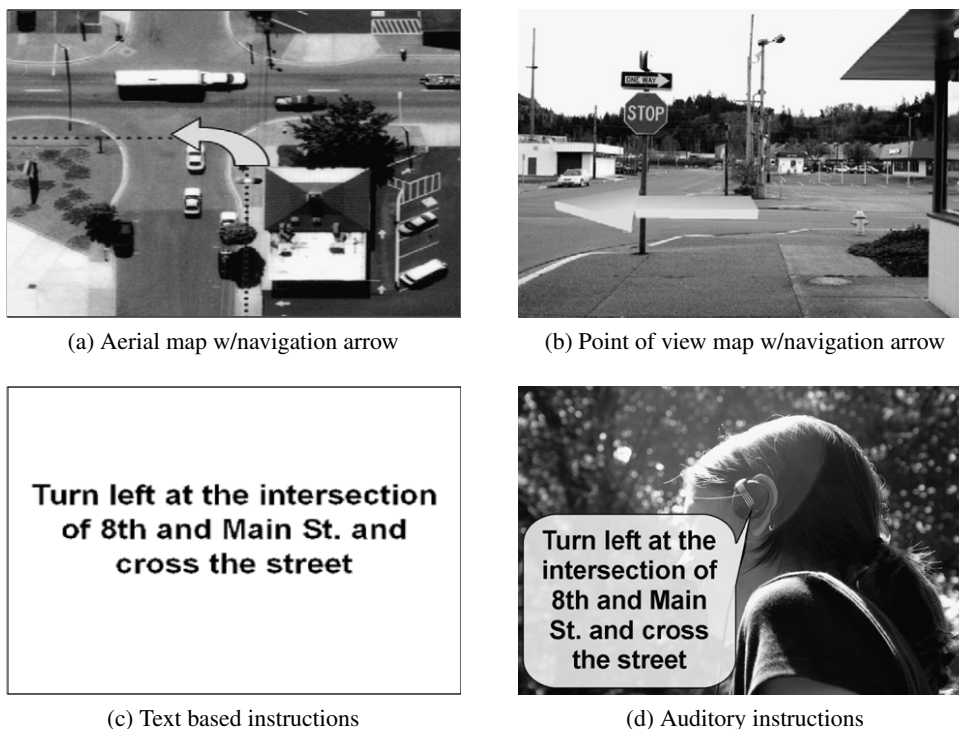 ONE WAY
STOP
(a) Aerial map w/navigation arrow
(b) Point of view map w/navigation arrow
Turn left at the intersection
of 8th and Main St. and
cross the street
Turn left at the
intersection of
8th and Main
St. and cross
the street
(c) Text based instructions
(d) Auditory instructions